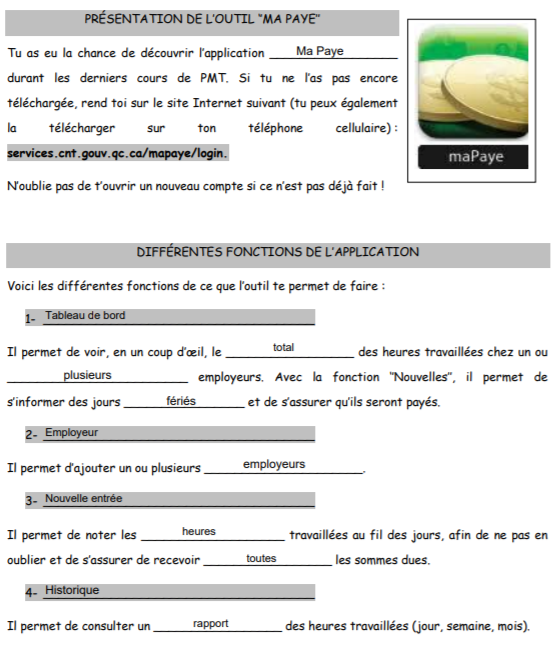 PRÉSENTATION DE L'OUTIL "MA PAYE"
Tu as eu la chance de découvrir l'application Ma Paye
durant les derniers cours de PMT. Si tu ne l'as pas encore
téléchargée, rend toi sur le site Internet suivant (tu peux également
la télécharger sur ton téléphone cellulaire) :
services.cnt.gouv.qc.ca/mapaye/login.
maPaye
N'oublie pas de t'ouvrir un nouveau compte si ce n'est pas déjà fait !
DIFFÉRENTES FONCTIONS DE L'APPLICATION
Voici les différentes fonctions de ce que l'outil te permet de faire :
1- Tableau de bord
Il permet de voir, en un coup d'œil, le total des heures travaillées chez un ou
plusieurs employeurs. Avec la fonction "Nouvelles", il permet de
s'informer des jours fériés et de s'assurer qu'ils seront payés.
2- Employeur
Il permet d'ajouter un ou plusieurs employeurs.
3- Nouvelle entrée
Il permet de noter les heures travaillées au fil des jours, afin de ne pas en
oublier et de s'assurer de recevoir toutes les sommes dues.
4- Historique
Il permet de consulter un rapport des heures travaillées (jour, semaine, mois).